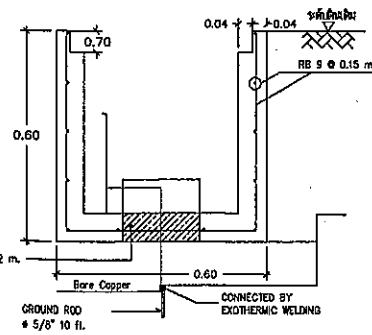 0.04
0.04
ระดับดินเดิม
0.70
RB 9 @ 0.15 m
0.60
2 m.
0.60
Bare Copper
CONNECTED BY
EXOTHERMIC WELDING
GROUND ROD
ø 5/8" 10 ft.